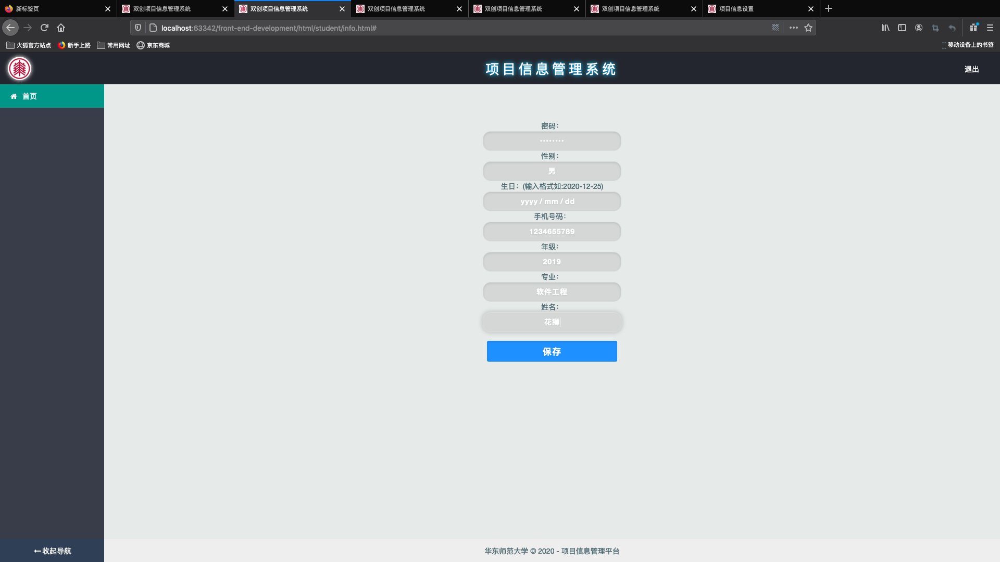 新标签页
双创项目信息管理系统
双创项目信息管理系统
双创项目信息管理系统
双创项目信息管理系统
双创项目信息管理系统
项目信息设置
localhost:63342/front-end-development/html/student/info.html#
火狐官方站点
新手上路
常用网址
京东商城
移动设备上的书签
项目信息管理系统
退出
首页
密码：
••••••••
性别：
男
生日：(输入格式如:2020-12-25)
yyyy / mm / dd
手机号码：
1234655789
年级：
2019
专业：
软件工程
姓名：
花狮
保存
收起导航
华东师范大学 © 2020 - 项目信息管理平台